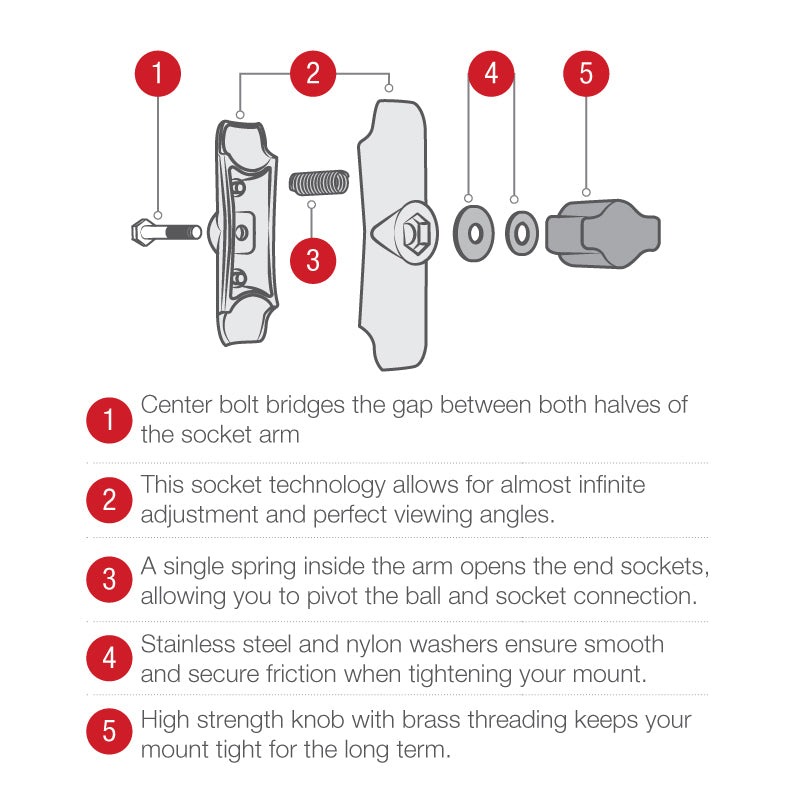 1
2
4
5
3
1
Center bolt bridges the gap between both halves of
the socket arm
2
This socket technology allows for almost infinite
adjustment and perfect viewing angles.
3
A single spring inside the arm opens the end sockets,
allowing you to pivot the ball and socket connection.
4
Stainless steel and nylon washers ensure smooth
and secure friction when tightening your mount.
5
High strength knob with brass threading keeps your
mount tight for the long term.